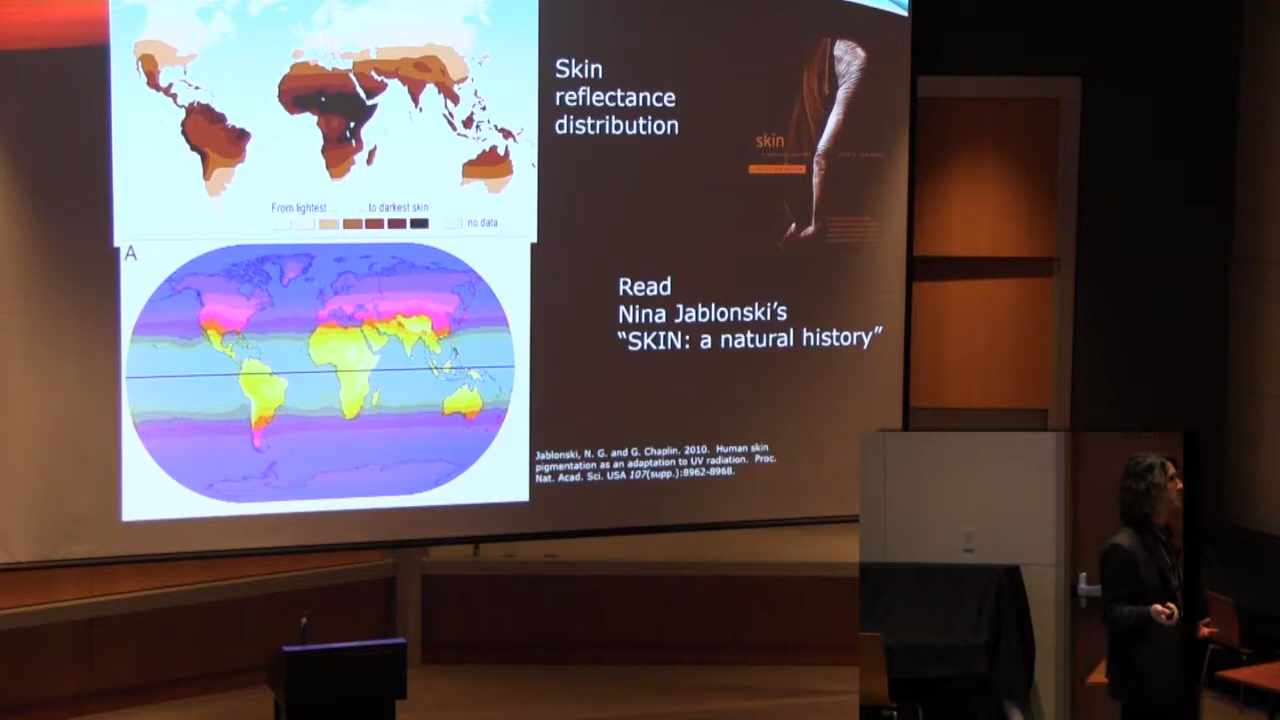 Skin
reflectance
distribution
skin
From lightest ... ... to darkest skin
no data
A
Read
Nina Jablonski’s
“SKIN: a natural history”
Jablonski, N. G. and G. Chaplin. 2010. Human skin
pigmentation as an adaptation to UV radiation. Proc.
Nat. Acad. Sci. USA 107(supp.):8962-8968.